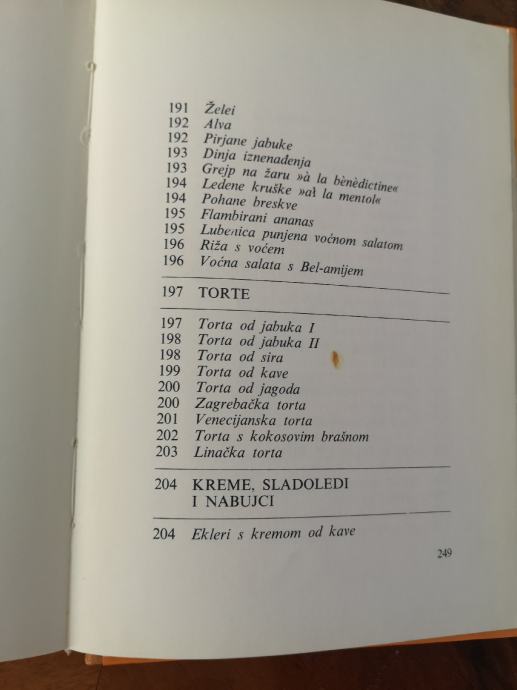 191 Želei
192 Alva
192 Pirjane jabuke
193 Dinja iznenađenja
193 Grejp na žaru »à la bènèdictine«
194 Ledene kruške »at la mentol«
194 Pohane breskve
195 Flambirani ananas
195 Lubenica punjena voćnom salatom
196 Riža s voćem
196 Voćna salata s Bel-amijem
197 TORTE
197 Torta od jabuka I
198 Torta od jabuka II
198 Torta od sira
199 Torta od kave
200 Torta od jagoda
200 Zagrebačka torta
201 Venecijanska torta
202 Torta s kokosovim brašnom
203 Linačka torta
204 KREME, SLADOLEDI
I NABUJCI
204 Ekleri s kremom od kave
249